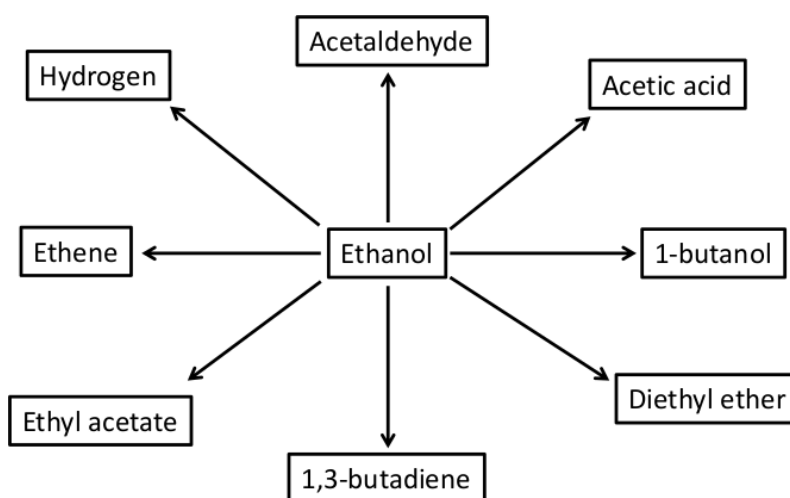 Acetaldehyde
Hydrogen
Acetic acid
Ethene
Ethanol
1-butanol
Ethyl acetate
Diethyl ether
1,3-butadiene